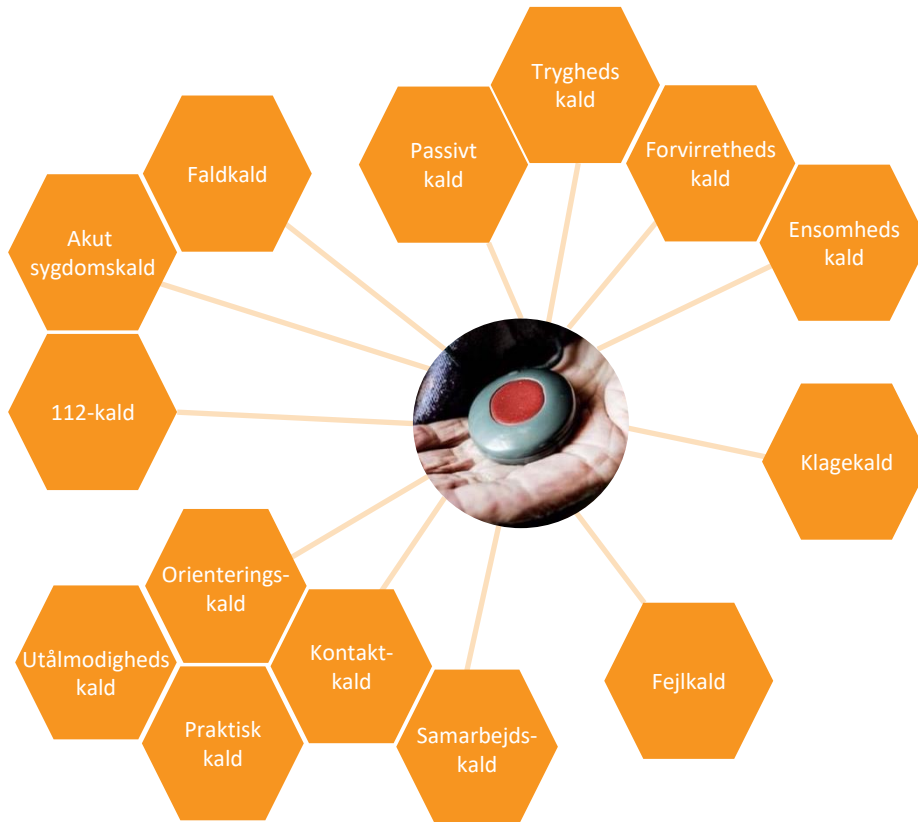 Trygheds
kald
Passivt
kald
Forvirretheds
kald
Ensomheds
kald
Faldkald
Akut
sygdomskald
112-kald
Klagekald
Orienterings-
kald
Utålmodigheds
kald
Kontakt-
kald
Praktisk
kald
Samarbejds-
kald
Fejlkald